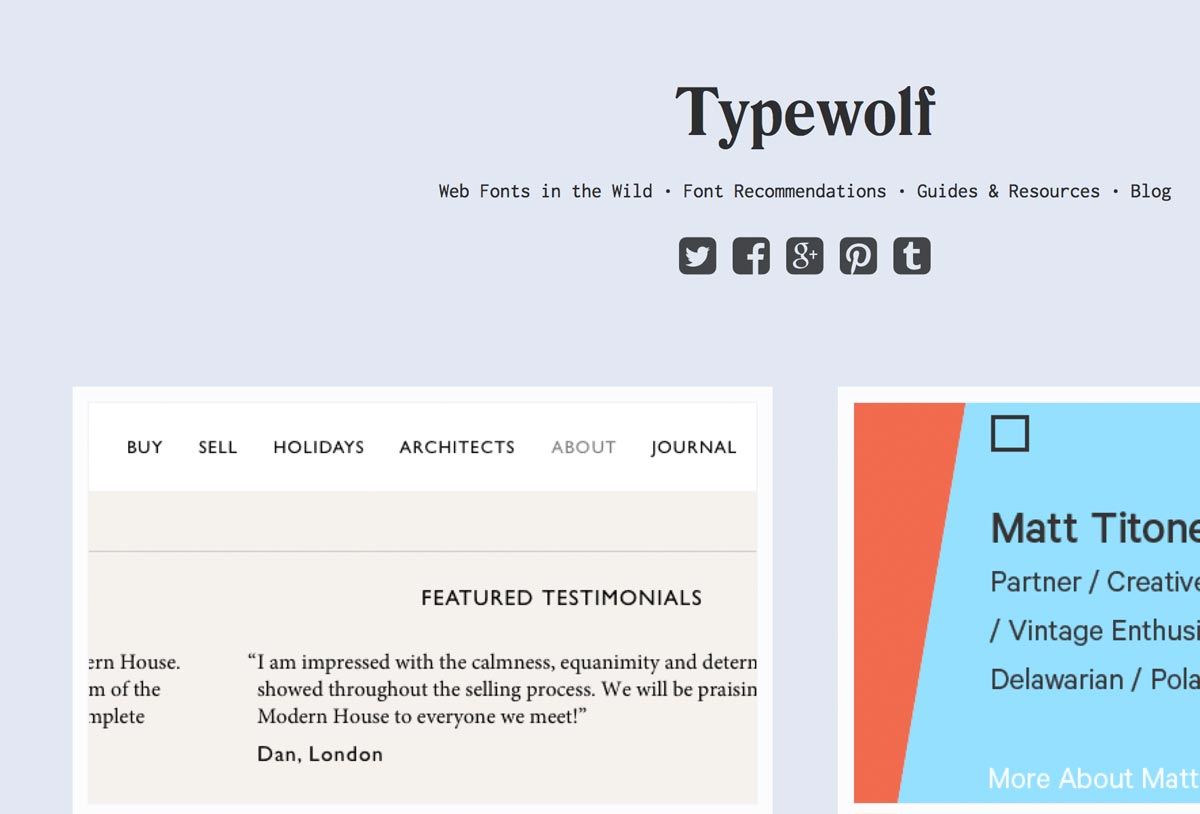 Typewolf
Web Fonts in the Wild • Font Recommendations • Guides & Resources • Blog
BUY SELL HOLIDAYS ARCHITECTS ABOUT JOURNAL
FEATURED TESTIMONIALS
ern House.
m of the
mplete
“I am impressed with the calmness, equanimity and determ
showed throughout the selling process. We will be praisin
Modern House to everyone we meet!”
Dan, London
Matt Titone
Partner / Creative
/ Vintage Enthusi
Delawarian / Pola
More About Matt